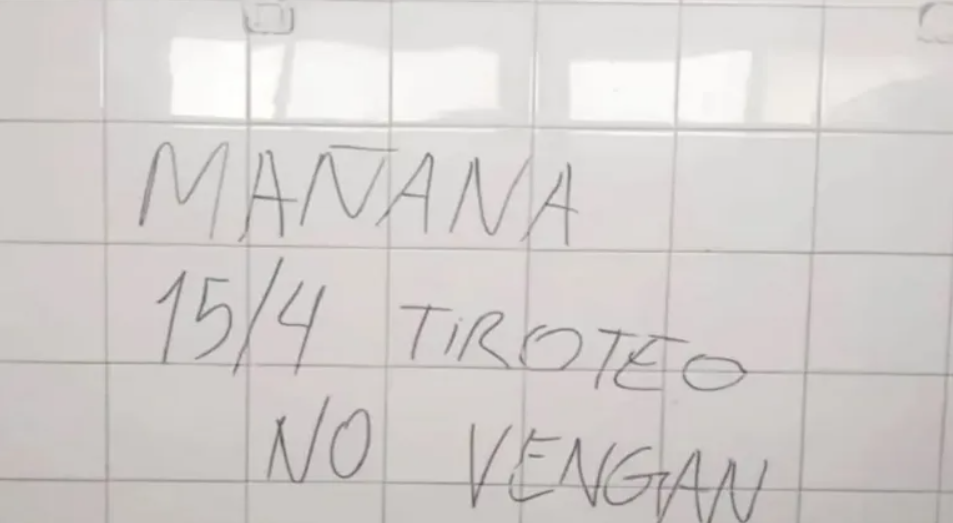 MAÑANA
15/4 TIROTEO
NO VENGAN